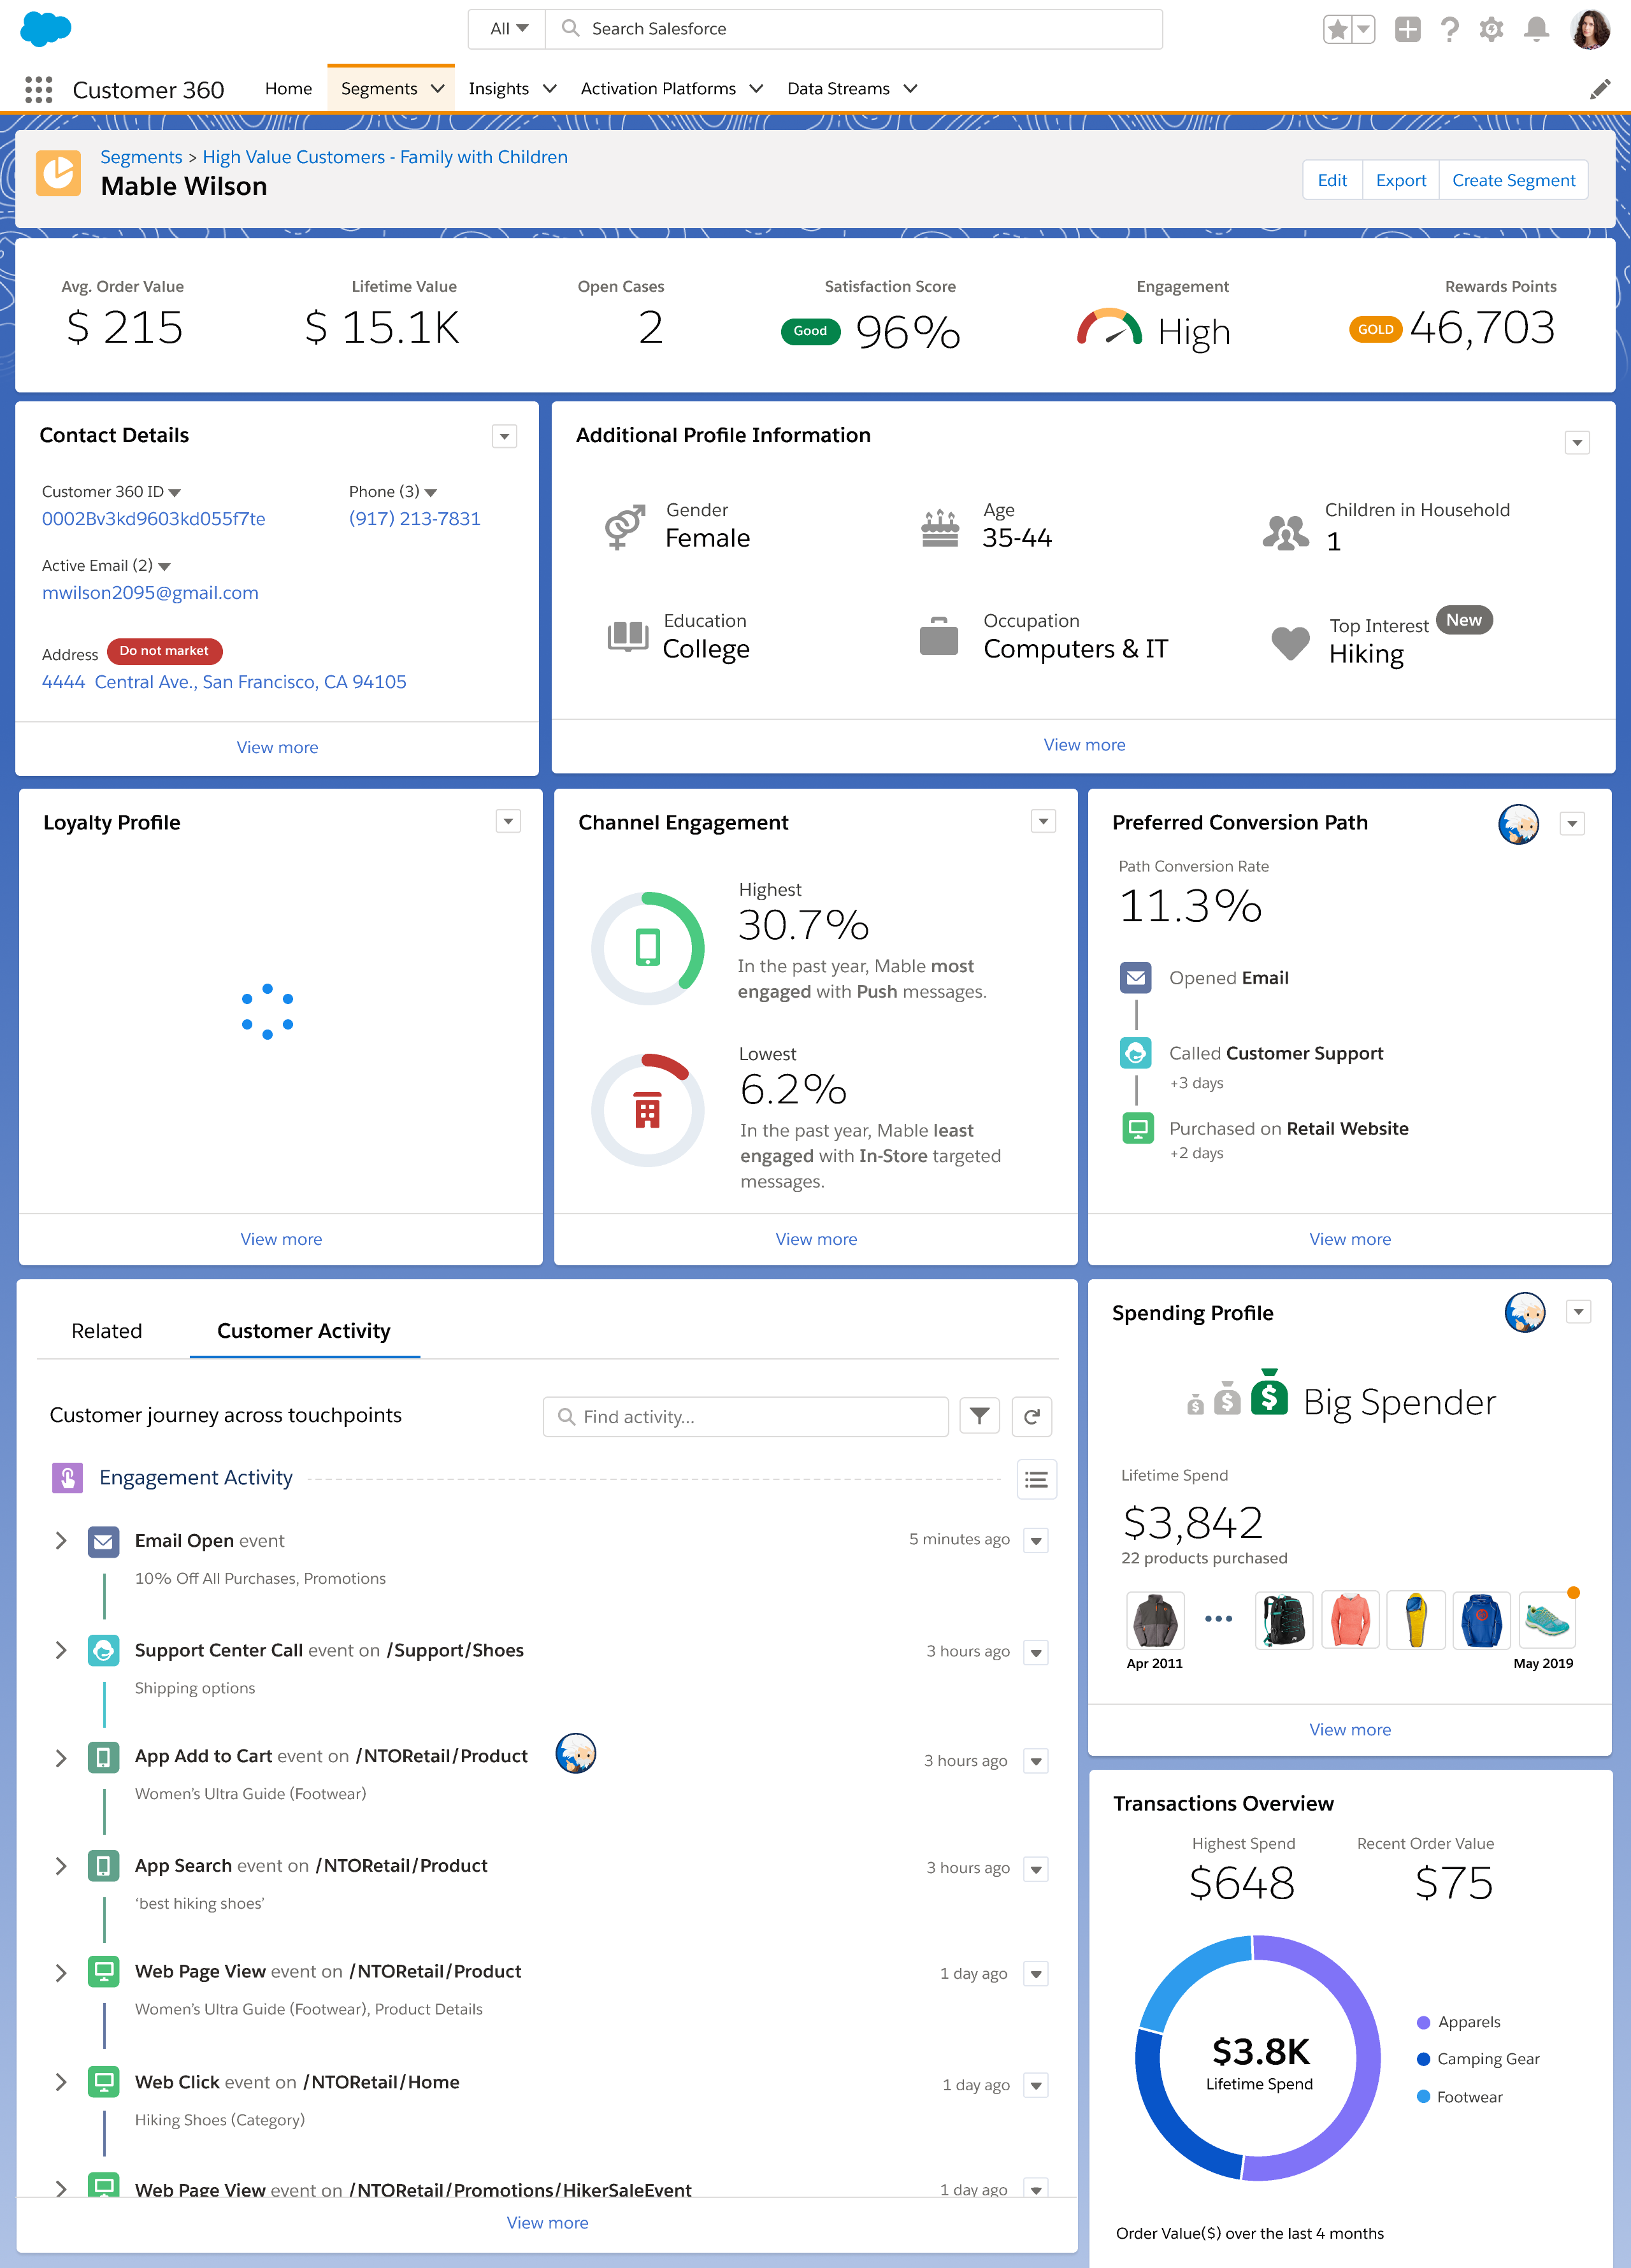 All
Search Salesforce
Customer 360
Home
Segments
Insights
Activation Platforms
Data Streams
Segments > High Value Customers - Family with Children
Mable Wilson
Edit
Export
Create Segment
Avg. Order Value
$ 215
Lifetime Value
$ 15.1K
Open Cases
2
Satisfaction Score
Good 96%
Engagement
High
Rewards Points
GOLD 46,703
Contact Details
Customer 360 ID
0002Bv3kd9603kd055f7te
Phone (3)
(917) 213-7831
Active Email (2)
mwilson2095@gmail.com
Address Do not market
4444 Central Ave., San Francisco, CA 94105
View more
Additional Profile Information
Gender
Female
Age
35-44
Children in Household
1
Education
College
Occupation
Computers & IT
Top Interest New
Hiking
View more
Loyalty Profile
View more
Channel Engagement
Highest
30.7%
In the past year, Mable most
engaged with Push messages.
Lowest
6.2%
In the past year, Mable least
engaged with In-Store targeted
messages.
View more
Preferred Conversion Path
Path Conversion Rate
11.3%
Opened Email
Called Customer Support
+3 days
Purchased on Retail Website
+2 days
View more
Related
Customer Activity
Customer journey across touchpoints
Find activity...
Engagement Activity
Email Open event
5 minutes ago
10% Off All Purchases, Promotions
Support Center Call event on /Support/Shoes
3 hours ago
Shipping options
App Add to Cart event on /NTORetail/Product
3 hours ago
Women’s Ultra Guide (Footwear)
App Search event on /NTORetail/Product
3 hours ago
‘best hiking shoes’
Web Page View event on /NTORetail/Product
1 day ago
Women’s Ultra Guide (Footwear), Product Details
Web Click event on /NTORetail/Home
1 day ago
Hiking Shoes (Category)
Web Page View event on /NTORetail/Promotions/HikerSaleEvent
1 day ago
View more
Spending Profile
Big Spender
Lifetime Spend
$3,842
22 products purchased
Apr 2011
May 2019
View more
Transactions Overview
Highest Spend
$648
Recent Order Value
$75
$3.8K
Lifetime Spend
Apparels
Camping Gear
Footwear
Order Value($) over the last 4 months